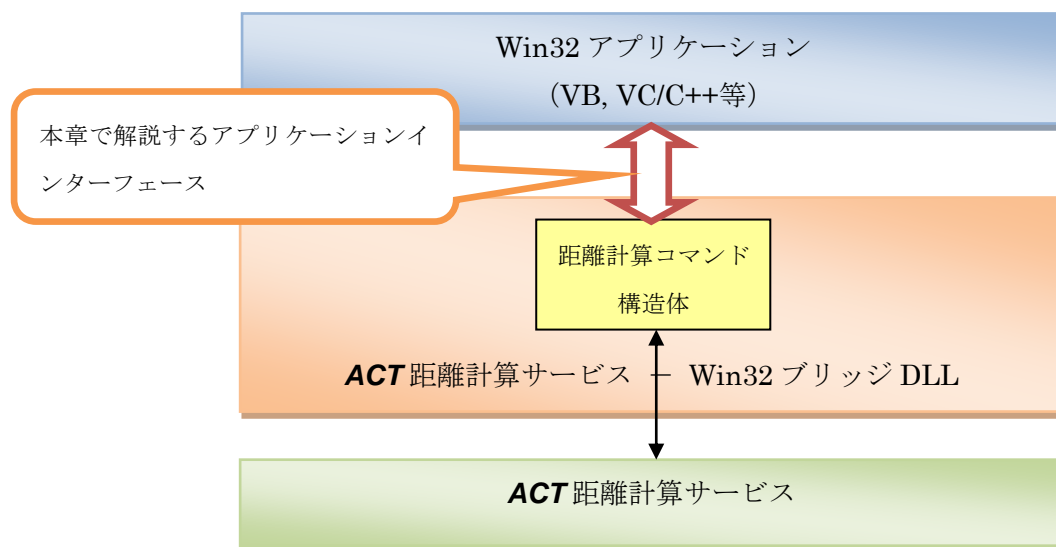 Win32 アプリケーション
（VB, VC/C++等）
本章で解説するアプリケーションイ
ンターフェース
距離計算コマンド
構造体
ACT 距離計算サービス － Win32 ブリッジ DLL
ACT 距離計算サービス